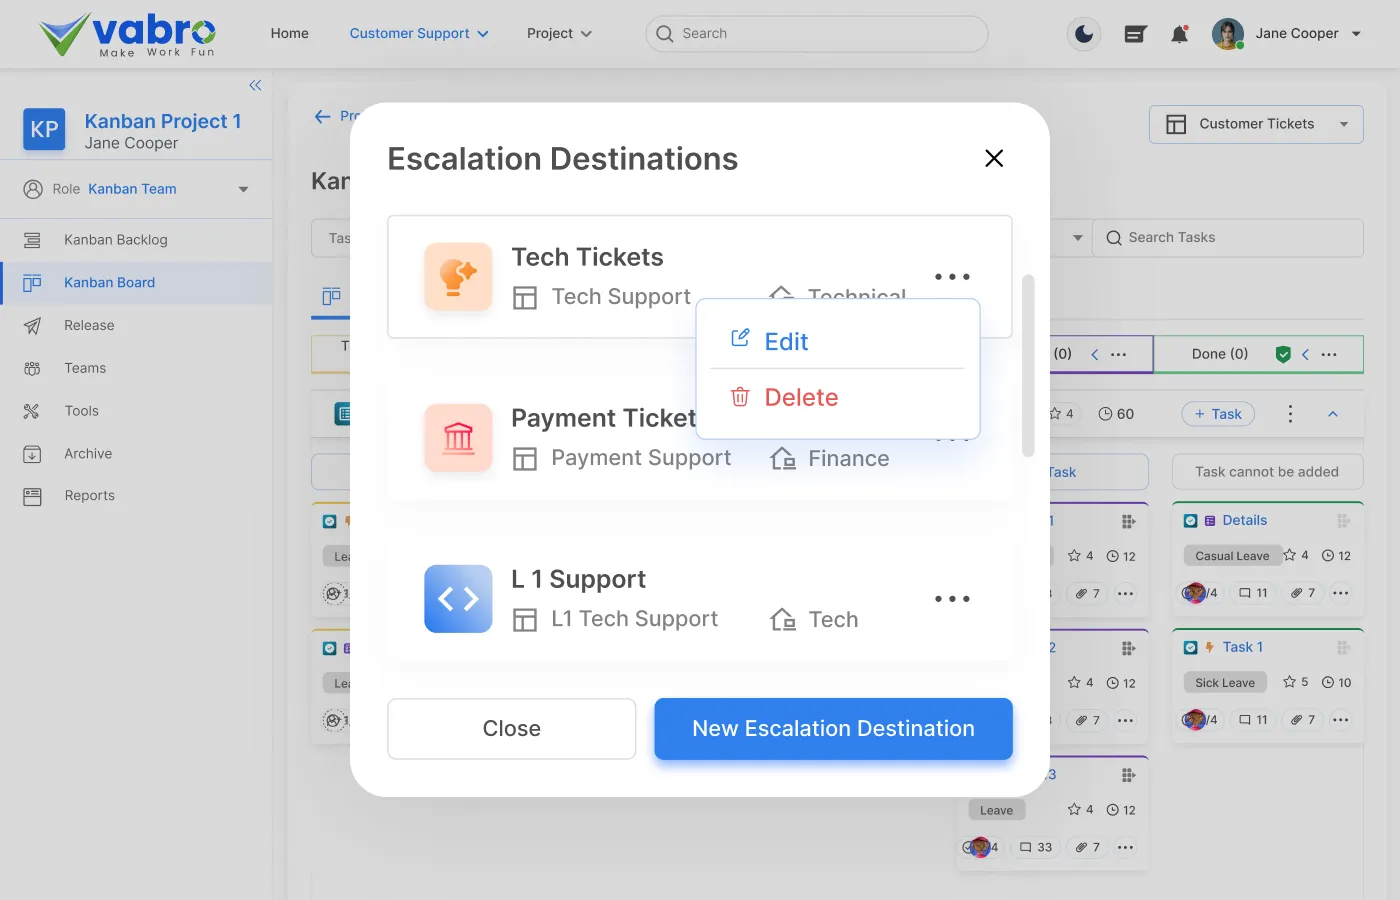 vabro
Make Work Fun
Home
Customer Support
Project
Search
Jane Cooper
KP
Kanban Project 1
Jane Cooper
Role Kanban Team
Kanban Backlog
Kanban Board
Release
Teams
Tools
Archive
Reports
Customer Tickets
Search Tasks
Escalation Destinations
Tech Tickets
Tech Support
Technical
Edit
Delete
Payment Ticket
Payment Support
Finance
L 1 Support
L1 Tech Support
Tech
Close
New Escalation Destination
(0)
Done (0)
4
60
+ Task
Task
Task cannot be added
1
4
12
7
2
4
12
7
3
Leave
4
12
4
33
7
Details
Casual Leave
4
12
/4
11
7
Task 1
Sick Leave
5
10
/4
11
7